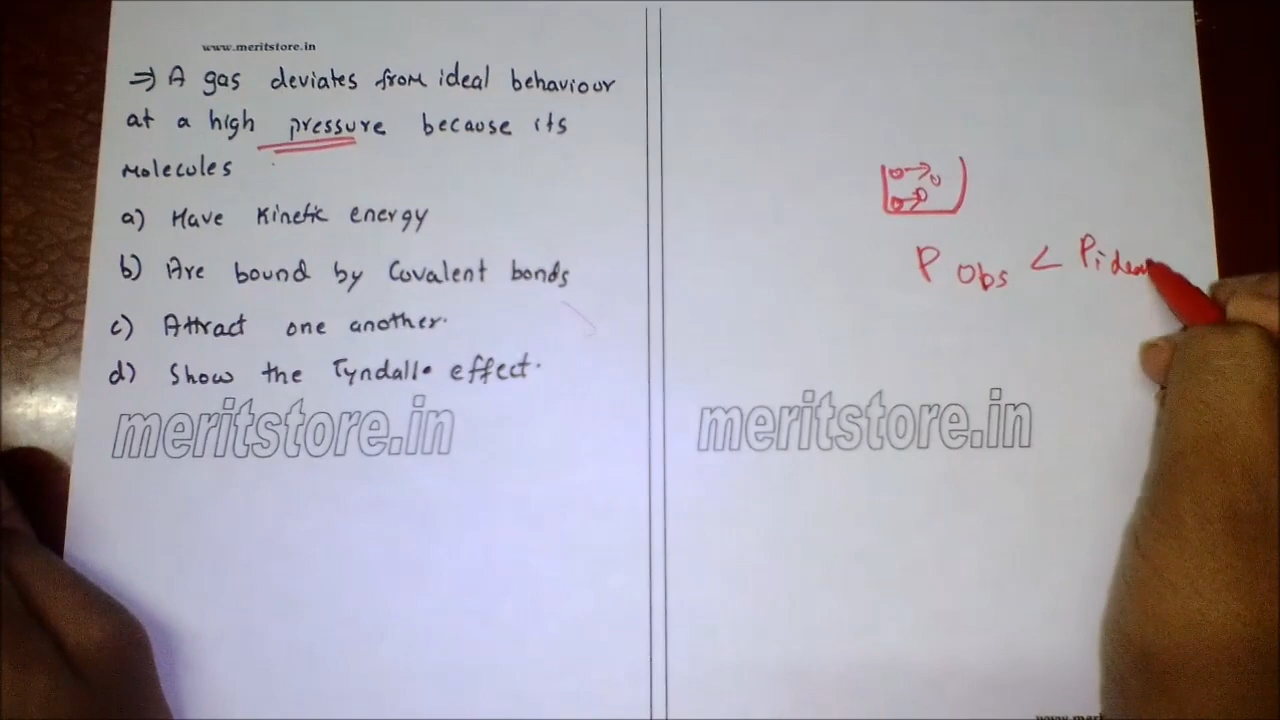 www.meritstore.in
⇒ A gas deviates from ideal behaviour
at a high pressure because its
Molecules
a) Have Kinetic energy
b) Are bound by Covalent bonds
c) Attract one another.
d) Show the Tyndall. effect.
meritstore.in
P Obs < Pideal
meritstore.in